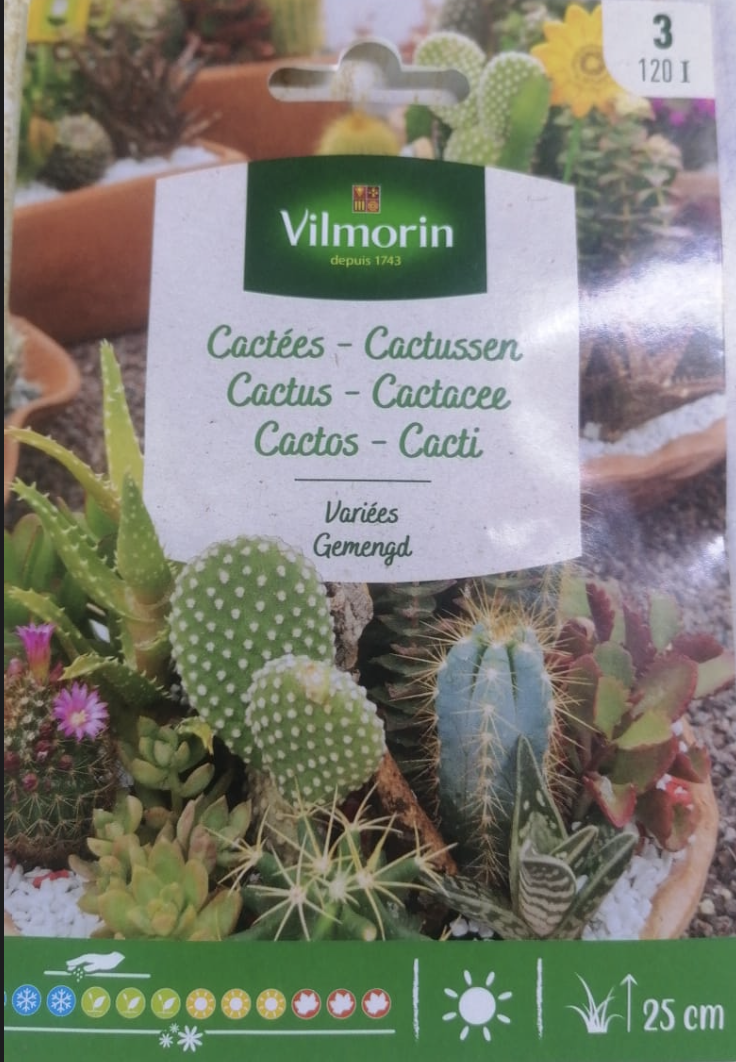 3
120 I
Vilmorin
depuis 1743
Cactées - Cactussen
Cactus - Cactacee
Cactos - Cacti
Variées
Gemengd
25 cm